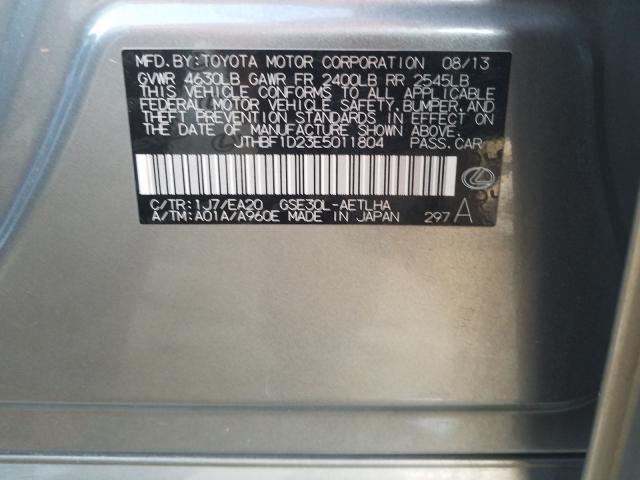 MFD.BY:TOYOTA MOTOR CORPORATION 08/13
GVWR 4630LB GAWR FR 2400LB RR 2545LB
THIS VEHICLE CONFORMS TO ALL APPLICABLE
FEDERAL MOTOR VEHICLE SAFETY,BUMPER,AND
THEFT PREVENTION STANDARDS IN EFFECT ON
THE DATE OF MANUFACTURE SHOWN ABOVE.
JTHBF1D23E5011804 PASS.CAR
C/TR:1J7/EA20 GSE30L-AETLHA
A/TM:A01A/A960E MADE IN JAPAN 297 A